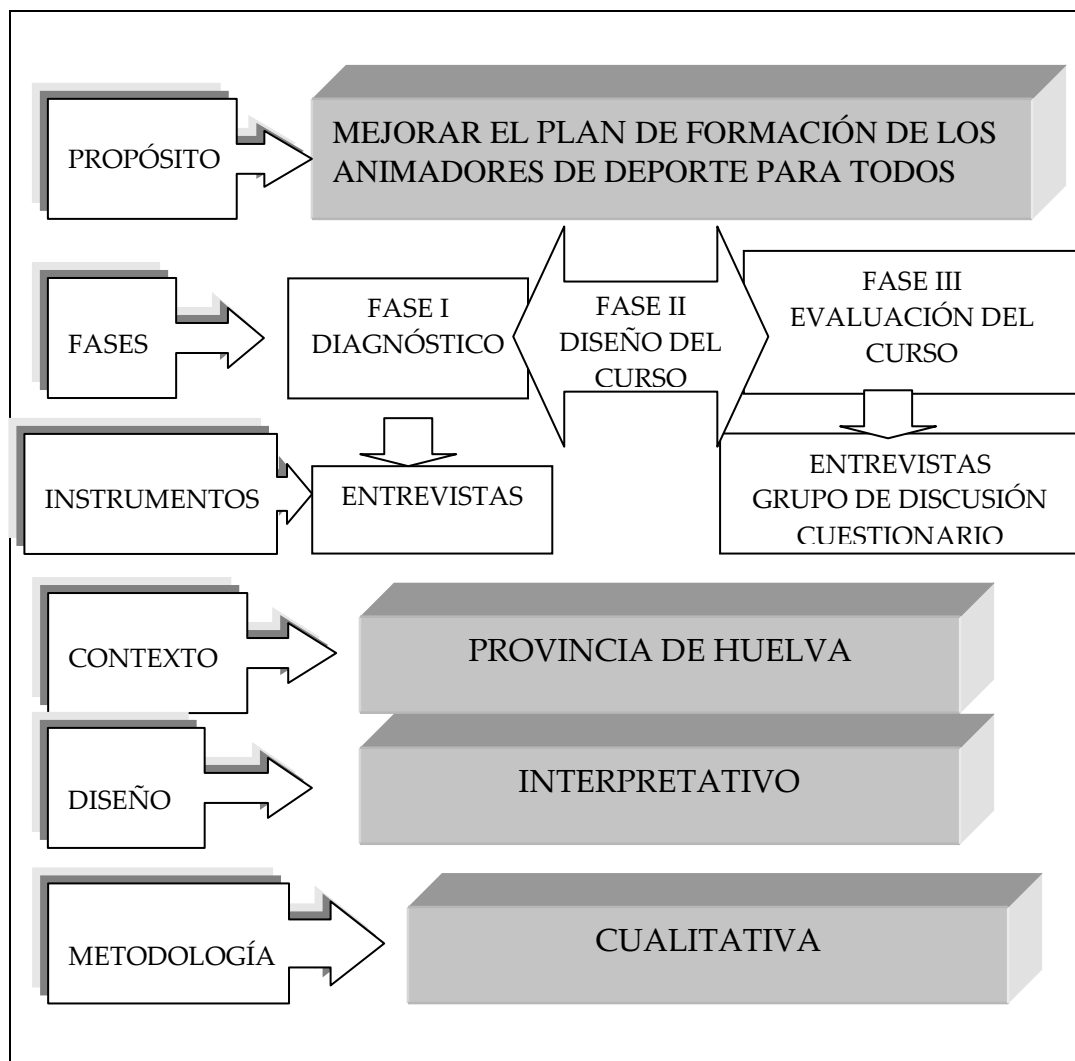 PROPÓSITO
MEJORAR EL PLAN DE FORMACIÓN DE LOS
ANIMADORES DE DEPORTE PARA TODOS
FASES
FASE I
DIAGNÓSTICO
FASE II
DISEÑO DEL
CURSO
FASE III
EVALUACIÓN DEL
CURSO
INSTRUMENTOS
ENTREVISTAS
ENTREVISTAS
GRUPO DE DISCUSIÓN
CUESTIONARIO
CONTEXTO
PROVINCIA DE HUELVA
DISEÑO
INTERPRETATIVO
METODOLOGÍA
CUALITATIVA